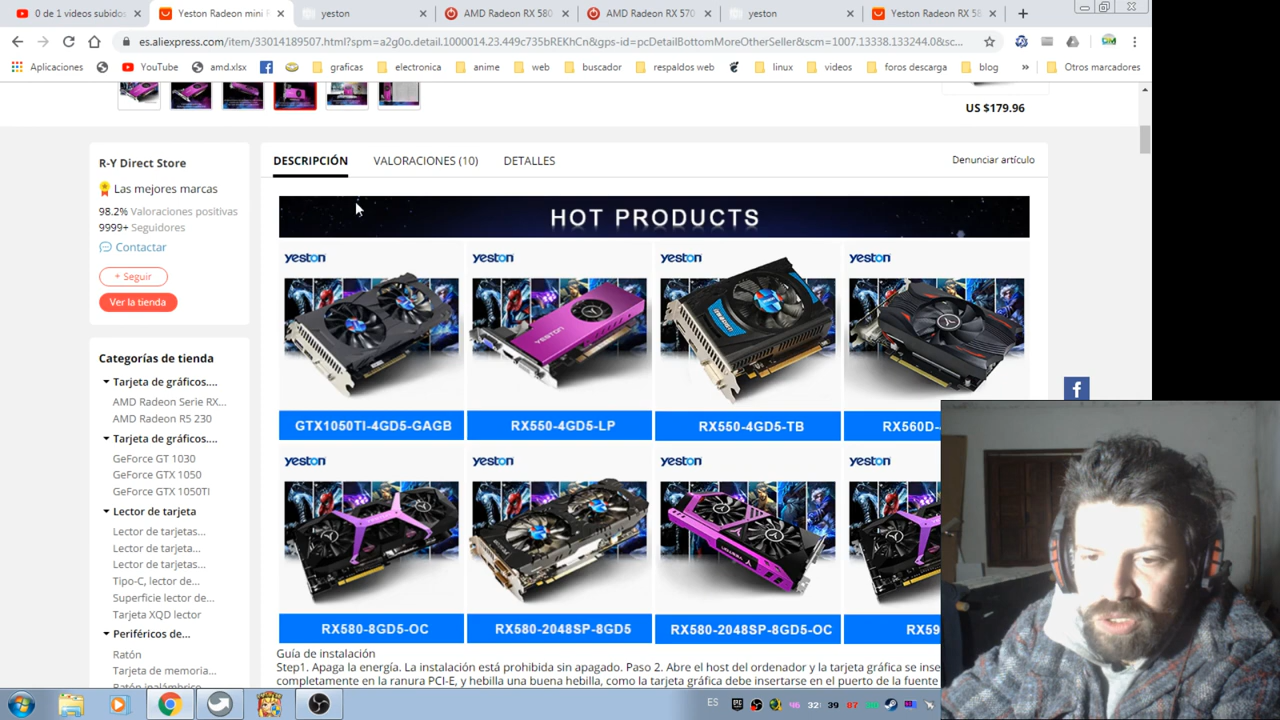 0 de 1 videos subidos
Yeston Radeon mini R
yeston
AMD Radeon RX 580
AMD Radeon RX 570
yeston
Yeston Radeon RX 58
es.aliexpress.com/item/33014189507.html?spm=a2g0o.detail.1000014.23.449c735bREKhCn&gps-id=pcDetailBottomMoreOtherSeller&scm=1007.13338.133244.0&sc...
Aplicaciones
YouTube
amd.xlsx
graficas
electronica
anime
web
buscador
respaldos web
linux
videos
foros descarga
blog
»
Otros marcadores
US $179.96
R-Y Direct Store
Las mejores marcas
98.2% Valoraciones positivas
9999+ Seguidores
Contactar
+ Seguir
Ver la tienda
Categorías de tienda
Tarjeta de gráficos....
AMD Radeon Serie RX...
AMD Radeon R5 230
Tarjeta de gráficos....
GeForce GT 1030
GeForce GTX 1050
GeForce GTX 1050TI
Lector de tarjeta
Lector de tarjetas...
Lector de tarjeta...
Lector de tarjetas...
Tipo-C, lector de...
Superficie lector de...
Tarjeta XQD lector
Periféricos de...
Ratón
Tarjeta de memoria...
Ratón inalámbrico
DESCRIPCIÓN VALORACIONES (10) DETALLES
Denunciar artículo
HOT PRODUCTS
yeston yeston yeston yeston
GTX1050TI-4GD5-GAGB RX550-4GD5-LP RX550-4GD5-TB RX560D-
yeston yeston yeston yeston
RX580-8GD5-OC RX580-2048SP-8GD5 RX580-2048SP-8GD5-OC RX59
Guía de instalación
Step1. Apaga la energía. La instalación está prohibida sin apagado. Paso 2. Abre el host del ordenador y la tarjeta gráfica se inse
completamente en la ranura PCI-E, y hebilla una buena hebilla, como la tarjeta gráfica debe insertarse en el puerto de la fuente
ES
32
39